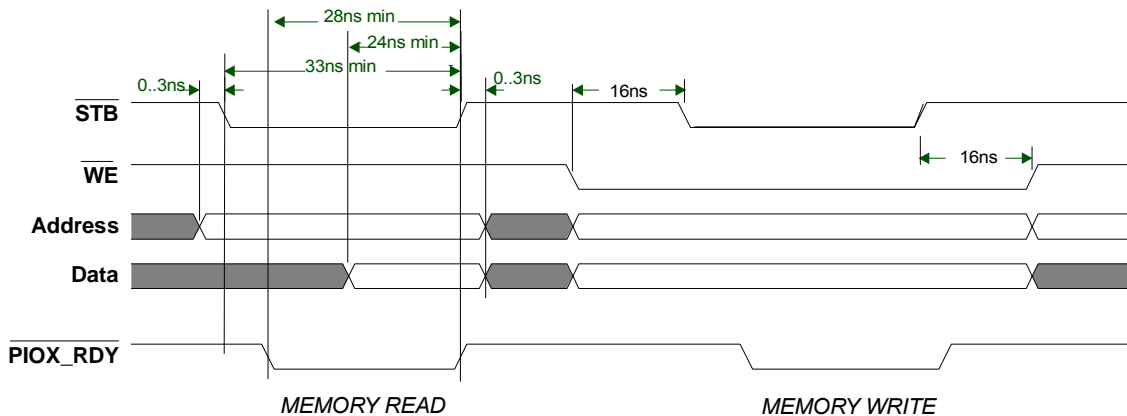 28ns min
24ns min
33ns min
0..3ns
0..3ns
16ns
STB
16ns
WE
Address
Data
PIOX_RDY
MEMORY READ
MEMORY WRITE